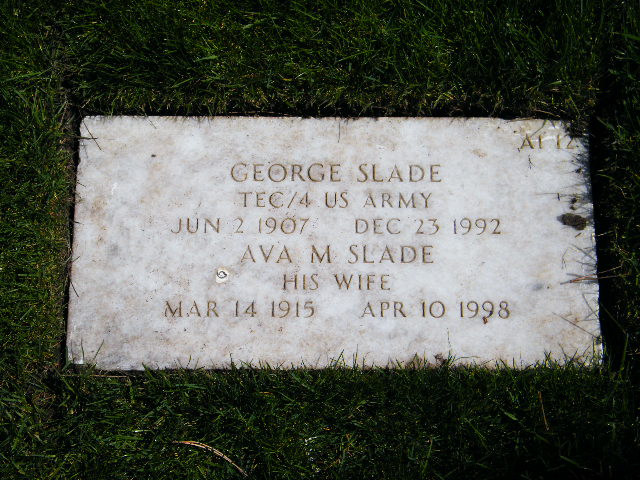 GEORGE SLADE
TEC/4 US ARMY
JUN 2 1907 DEC 23 1992
AVA M SLADE
HIS WIFE
MAR 14 1915 APR 10 1998